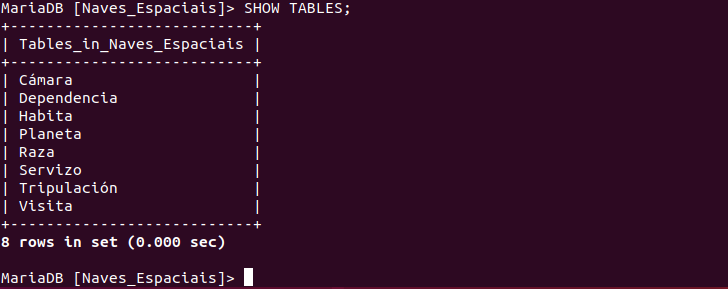 MariaDB [Naves_Espaciais]> SHOW TABLES;
+---------------------------+
| Tables_in_Naves_Espaciais |
+---------------------------+
| Cámara                    |
| Dependencia               |
| Habita                    |
| Planeta                   |
| Raza                      |
| Servizo                   |
| Tripulación               |
| Visita                    |
+---------------------------+
8 rows in set (0.000 sec)
MariaDB [Naves_Espaciais]>